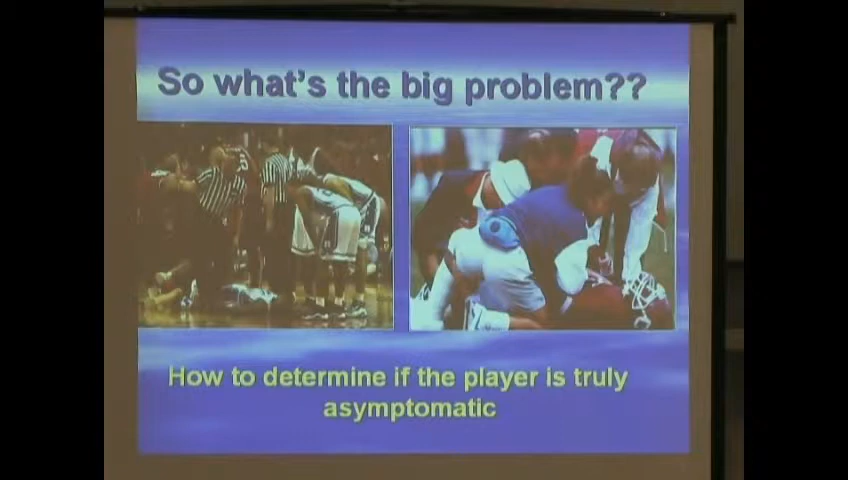 So what's the big problem??
How to determine if the player is truly
asymptomatic